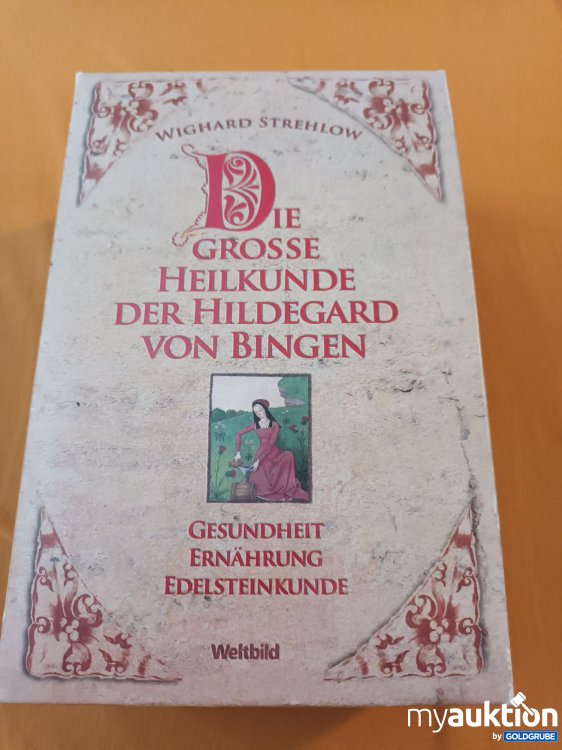 WIGHARD STREHLOW
DIE
GROSSE
HEILKUNDE
DER HILDEGARD
VON BINGEN
GESUNDHEIT
ERNÄHRUNG
EDELSTEINKUNDE
Weltbild
myauktion
by GOLDGRUBE